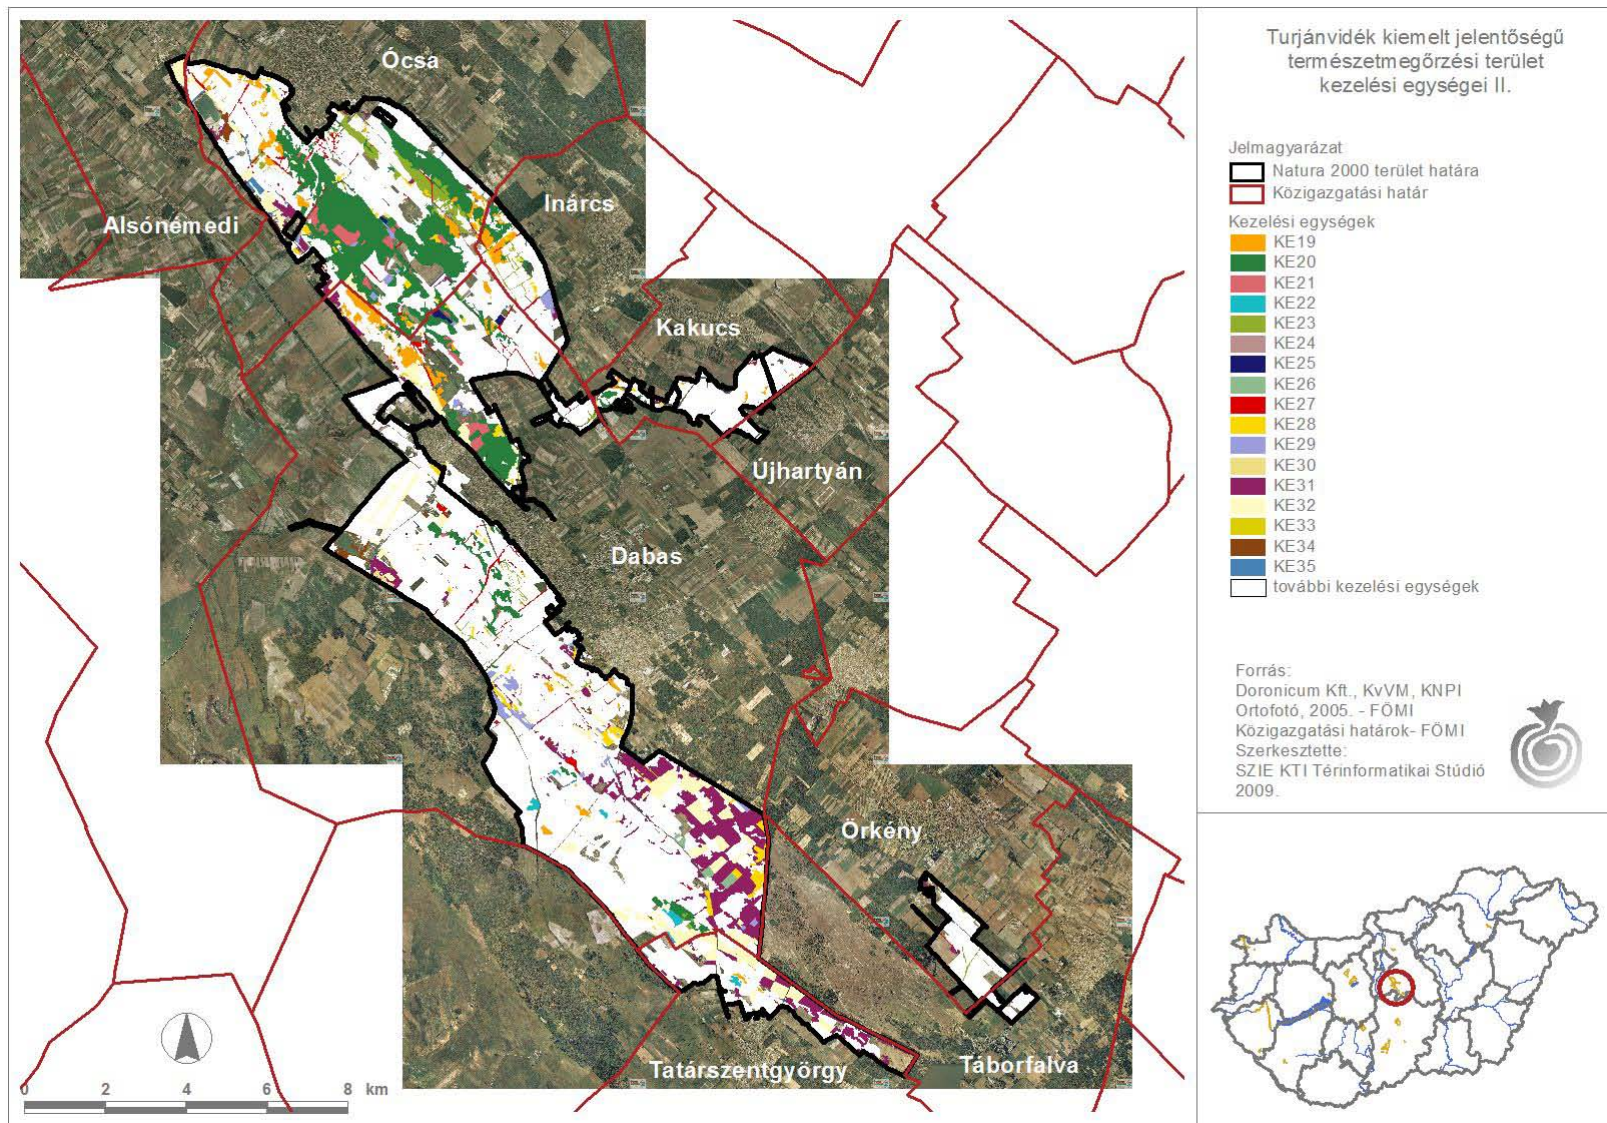 Turjánvidék kiemelt jelentőségű
természetmegőrzési terület
kezelési egységei II.
Jelmagyarázat
Natura 2000 terület határa
Közigazgatási határ
Kezelési egységek
KE19
KE20
KE21
KE22
KE23
KE24
KE25
KE26
KE27
KE28
KE29
KE30
KE31
KE32
KE33
KE34
KE35
további kezelési egységek
Forrás:
Doronicum Kft., KvVM, KNPI
Ortofotó, 2005. - FÖMI
Közigazgatási határok- FÖMI
Szerkesztette:
SZIE KTI Térinformatikai Stúdió
2009.
Ócsa
Alsónémedi
Inárcs
Kakucs
Újhartyán
Dabas
Örkény
Tatárszentgyörgy
Táborfalva
0 2 4 6 8 km